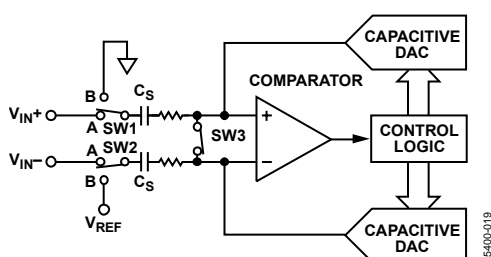 CAPACITIVE
DAC
COMPARATOR
B
CS
VIN+
A
SW1
+
SW3
CONTROL
LOGIC
VIN–
A
SW2
–
B
CS
VREF
CAPACITIVE
DAC
5400-019